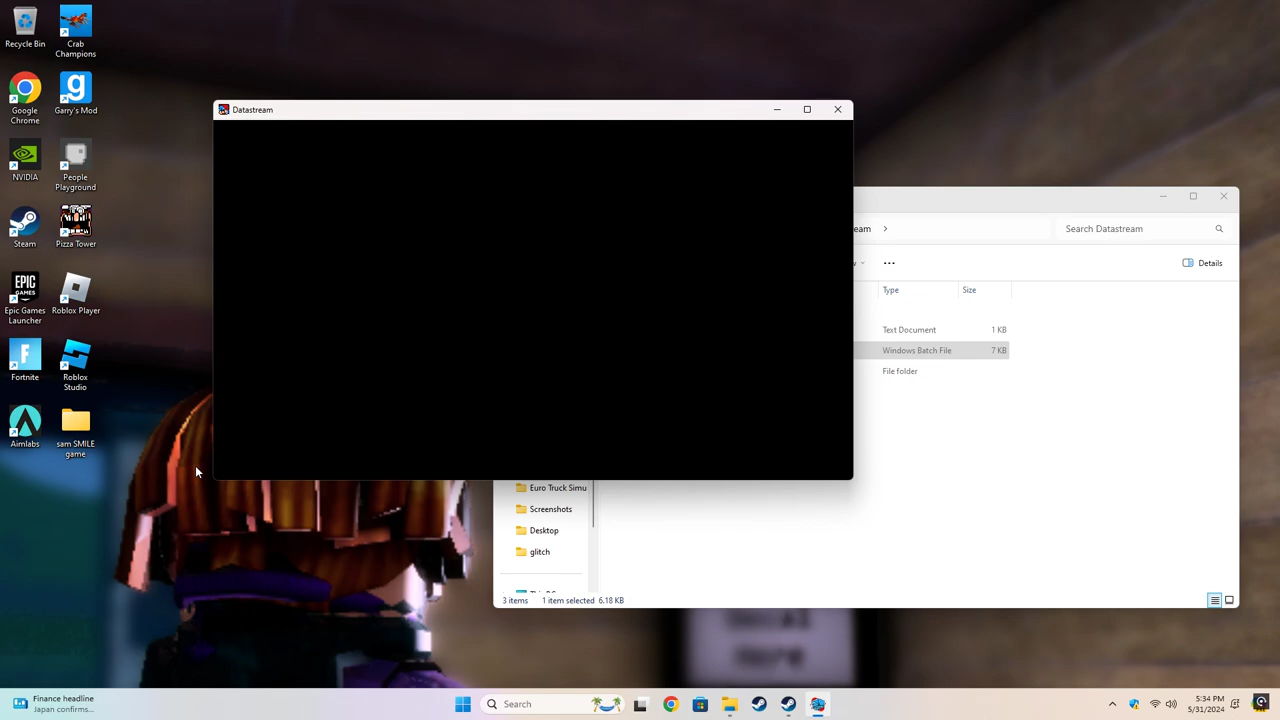 Recycle Bin
Crab
Champions
Google
Chrome
Garry's Mod
NVIDIA
People
Playground
Steam
Pizza Tower
Epic Games
Launcher
Roblox Player
Fortnite
Roblox
Studio
Aimlabs
sam SMILE
game
Datastream
eam
Search Datastream
Details
Type
Size
Text Document
1 KB
Windows Batch File
7 KB
File folder
Euro Truck Simu
Screenshots
Desktop
glitch
3 items
1 item selected 6.18 KB
more
Finance headline
Japan confirms...
Search
5:34 PM
5/31/2024